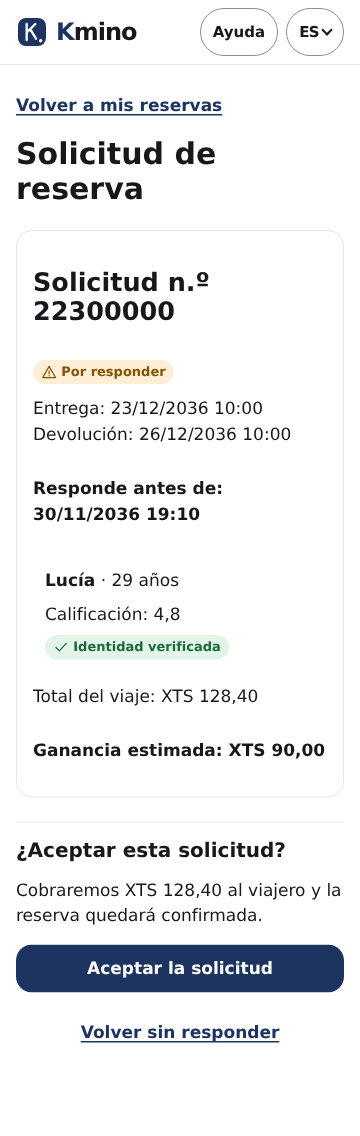 K. Kmino
Ayuda
ES
Volver a mis reservas
Solicitud de
reserva
Solicitud n.º
22300000
Por responder
Entrega: 23/12/2036 10:00
Devolución: 26/12/2036 10:00
Responde antes de:
30/11/2036 19:10
Lucía · 29 años
Calificación: 4,8
Identidad verificada
Total del viaje: XTS 128,40
Ganancia estimada: XTS 90,00
¿Aceptar esta solicitud?
Cobraremos XTS 128,40 al viajero y la
reserva quedará confirmada.
Aceptar la solicitud
Volver sin responder